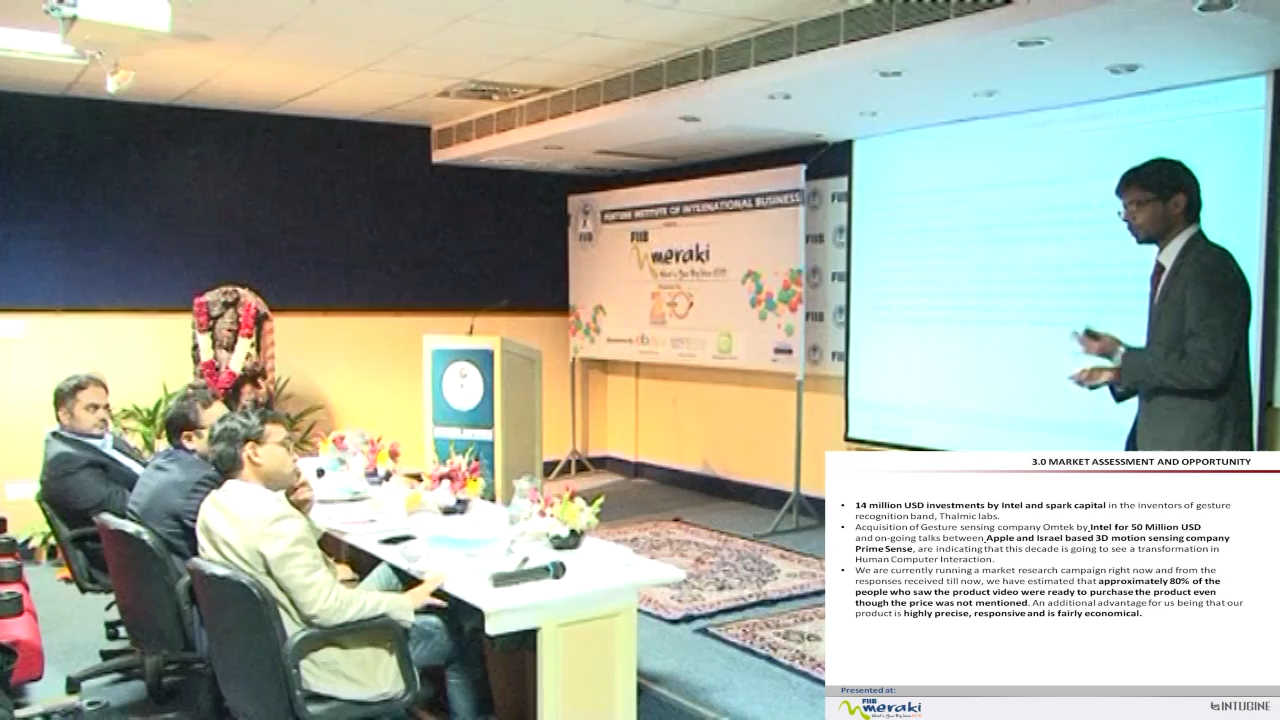 FORTUNE INSTITUTE OF INTERNATIONAL BUSINESS
FIIB
FIIB
meraki
FIIB
FIIB
FIIB
ebay
3.0 MARKET ASSESSMENT AND OPPORTUNITY
• 14 million USD investments by Intel and spark capital in the inventors of gesture
recognition band, Thalmic labs.
• Acquisition of Gesture sensing company Omtek by Intel for 50 Million USD
and on-going talks between Apple and Israel based 3D motion sensing company
Prime Sense, are indicating that this decade is going to see a transformation in
Human Computer Interaction.
• We are currently running a market research campaign right now and from the
responses received till now, we have estimated that approximately 80% of the
people who saw the product video were ready to purchase the product even
though the price was not mentioned. An additional advantage for us being that our
product is highly precise, responsive and is fairly economical.
Presented at:
FIIB
meraki
INTUGINE